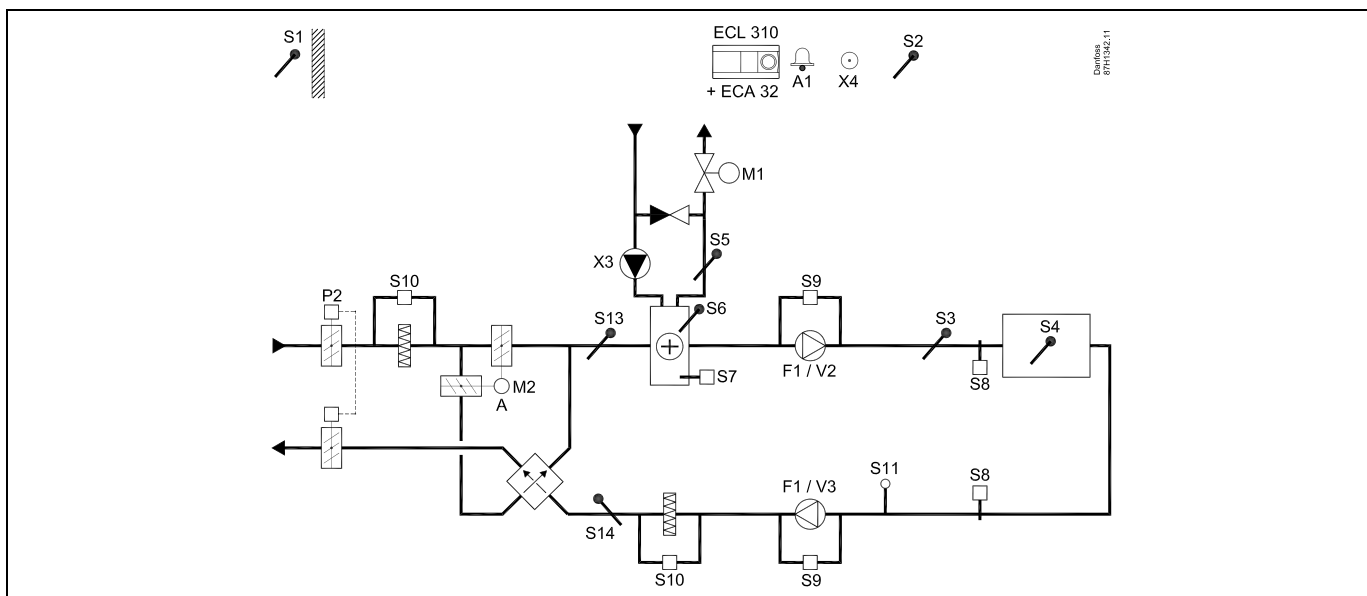 S1
ECL 310
+ ECA 32
A1
X4
S2
Danfoss
87H1342.11
M1
S5
X3
S10
P2
S13
S6
S9
S3
S4
S7
F1 / V2
S8
M2
A
S11
S8
F1 / V3
S14
S10
S9